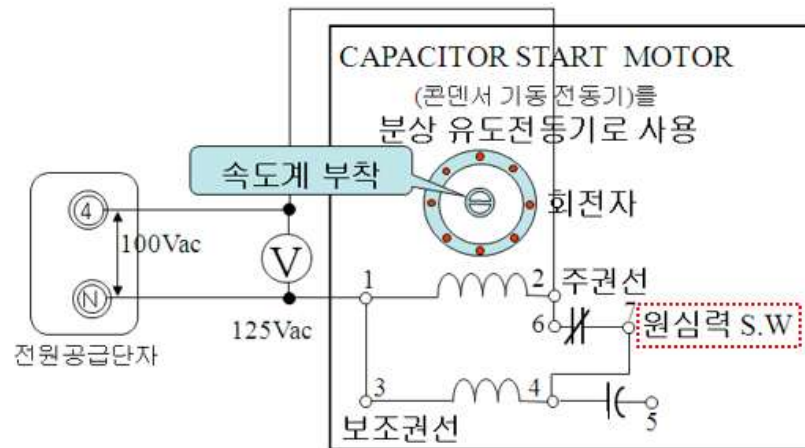 CAPACITOR START MOTOR
(콘덴서 기동 전동기)를
분상 유도전동기로 사용
속도계 부착
회전자
4
100Vac
V
N
125Vac
전원공급단자
1
2
주권선
6
7
원심력 S.W
3
4
5
보조권선